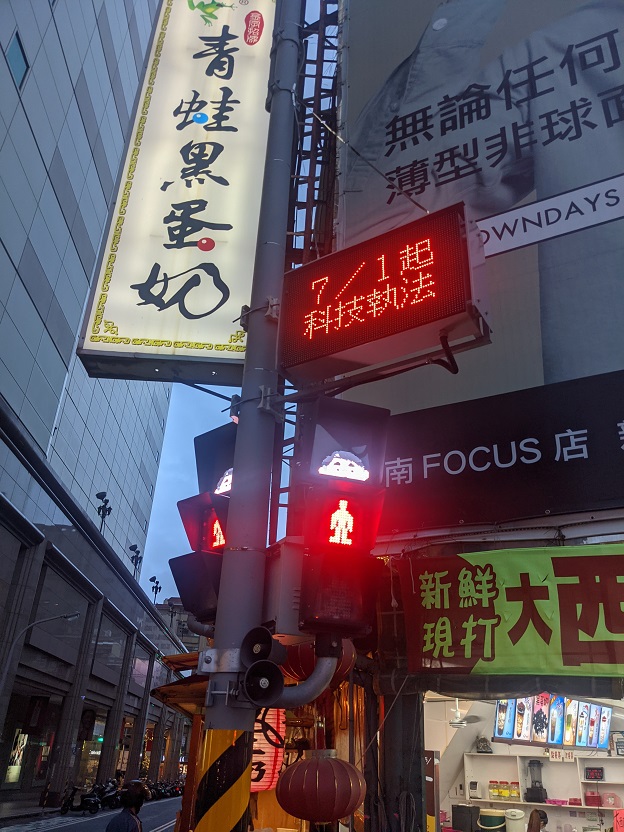 青蛙黑蛋奶
無論任何
薄型非球面
OWNDAYS
7／1起
科技執法
南 FOCUS 店
新鮮
現打
大西